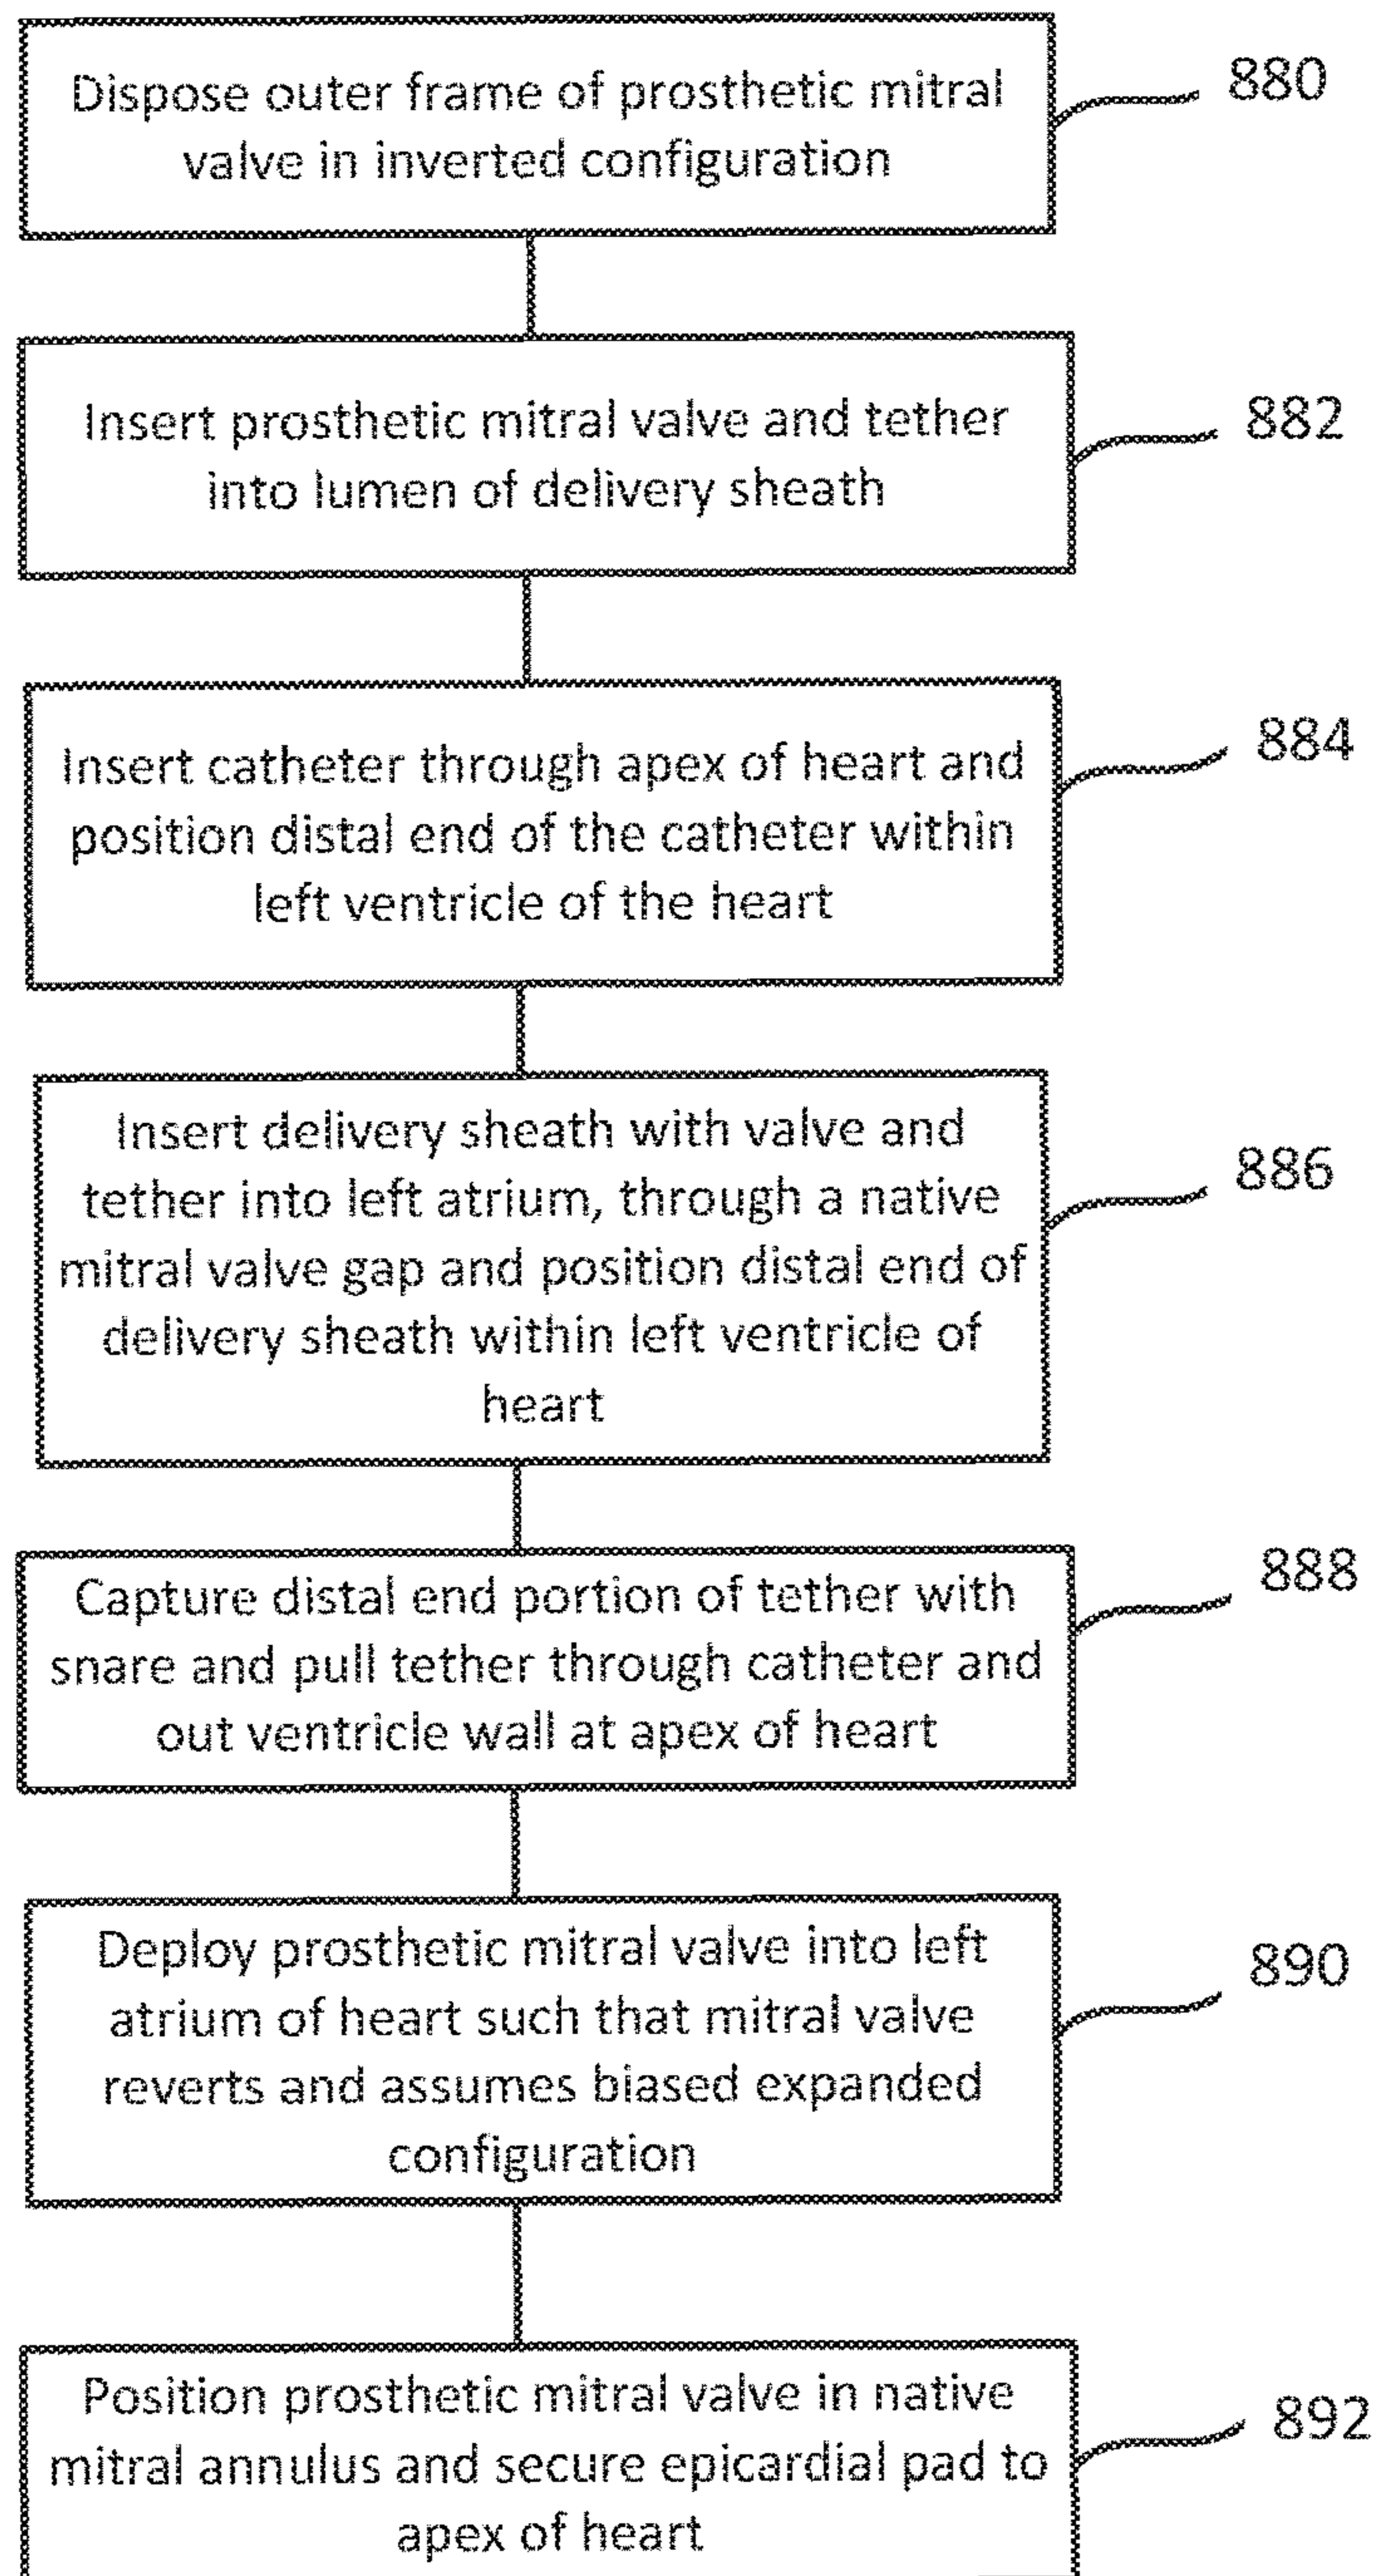 Dispose outer frame of prosthetic mitral
valve in inverted configuration
880
Insert prosthetic mitral valve and tether
into lumen of delivery sheath
882
Insert catheter through apex of heart and
position distal end of the catheter within
left ventricle of the heart
884
Insert delivery sheath with valve and
tether into left atrium, through a native
mitral valve gap and position distal end of
delivery sheath within left ventricle of
heart
886
Capture distal end portion of tether with
snare and pull tether through catheter and
out ventricle wall at apex of heart
888
Deploy prosthetic mitral valve into left
atrium of heart such that mitral valve
reverts and assumes biased expanded
configuration
890
Position prosthetic mitral valve in native
mitral annulus and secure epicardial pad to
apex of heart
892